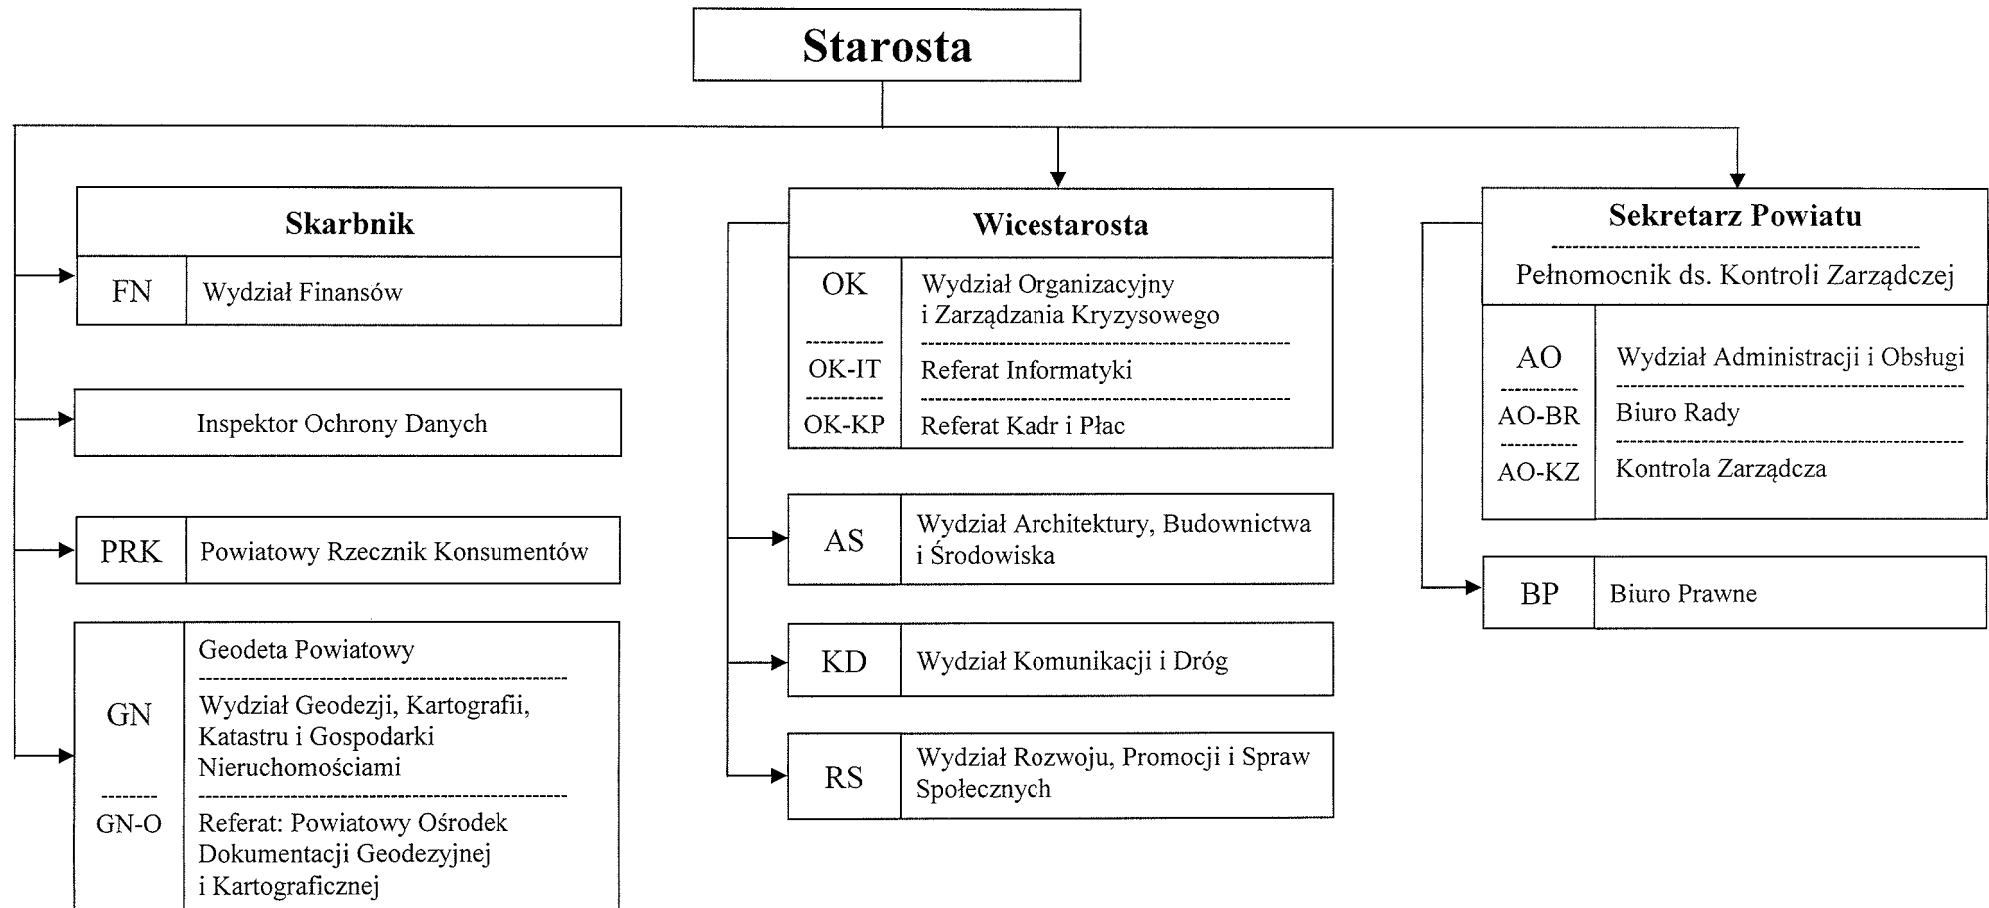 Starosta
Skarbnik
FN Wydział Finansów
Inspektor Ochrony Danych
PRK Powiatowy Rzecznik Konsumentów
Geodeta Powiatowy
GN
Wydział Geodezji, Kartografii,
Katastru i Gospodarki
Nieruchomościami
GN-O Referat: Powiatowy Ośrodek
Dokumentacji Geodezyjnej
i Kartograficznej
Wicestarosta
OK Wydział Organizacyjny
i Zarządzania Kryzysowego
OK-IT Referat Informatyki
OK-KP Referat Kadr i Płac
AS Wydział Architektury, Budownictwa
i Środowiska
KD Wydział Komunikacji i Dróg
RS Wydział Rozwoju, Promocji i Spraw
Społecznych
Sekretarz Powiatu
Pełnomocnik ds. Kontroli Zarządczej
AO Wydział Administracji i Obsługi
AO-BR Biuro Rady
AO-KZ Kontrola Zarządcza
BP Biuro Prawne